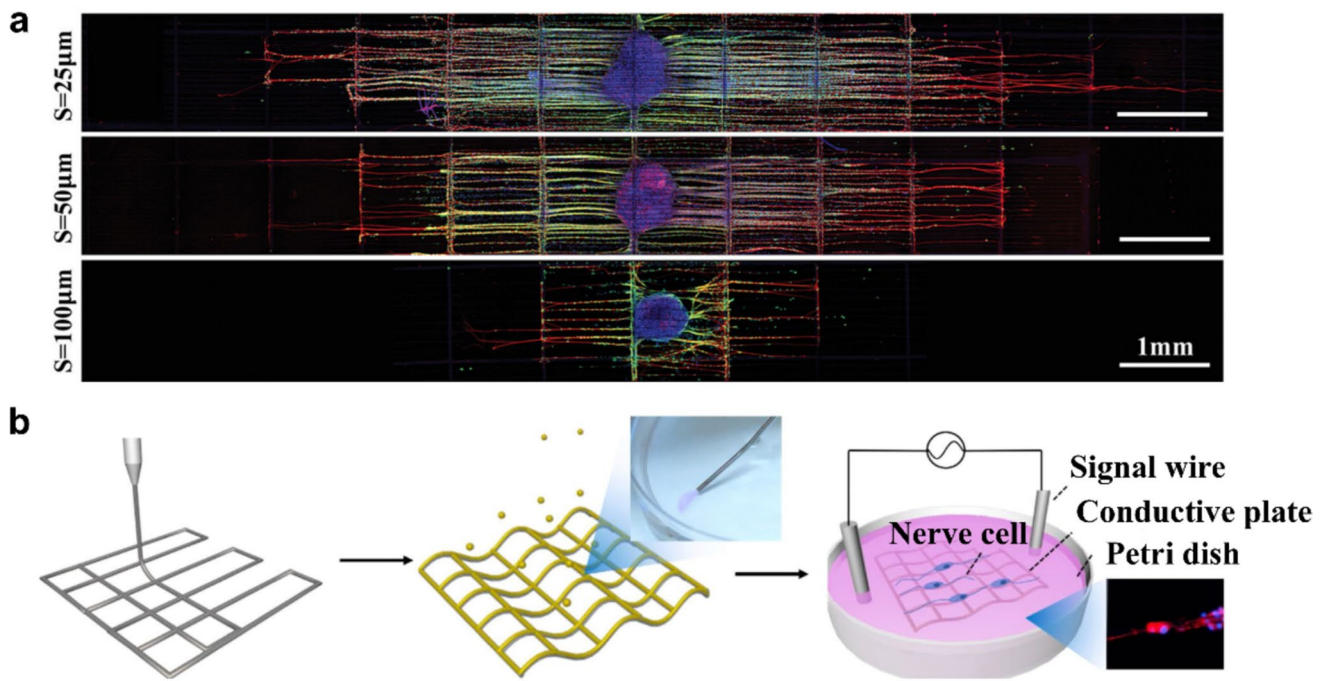 a
S=25μm
S=50μm
S=100μm
1mm
b
Signal wire
Conductive plate
Nerve cell
Petri dish